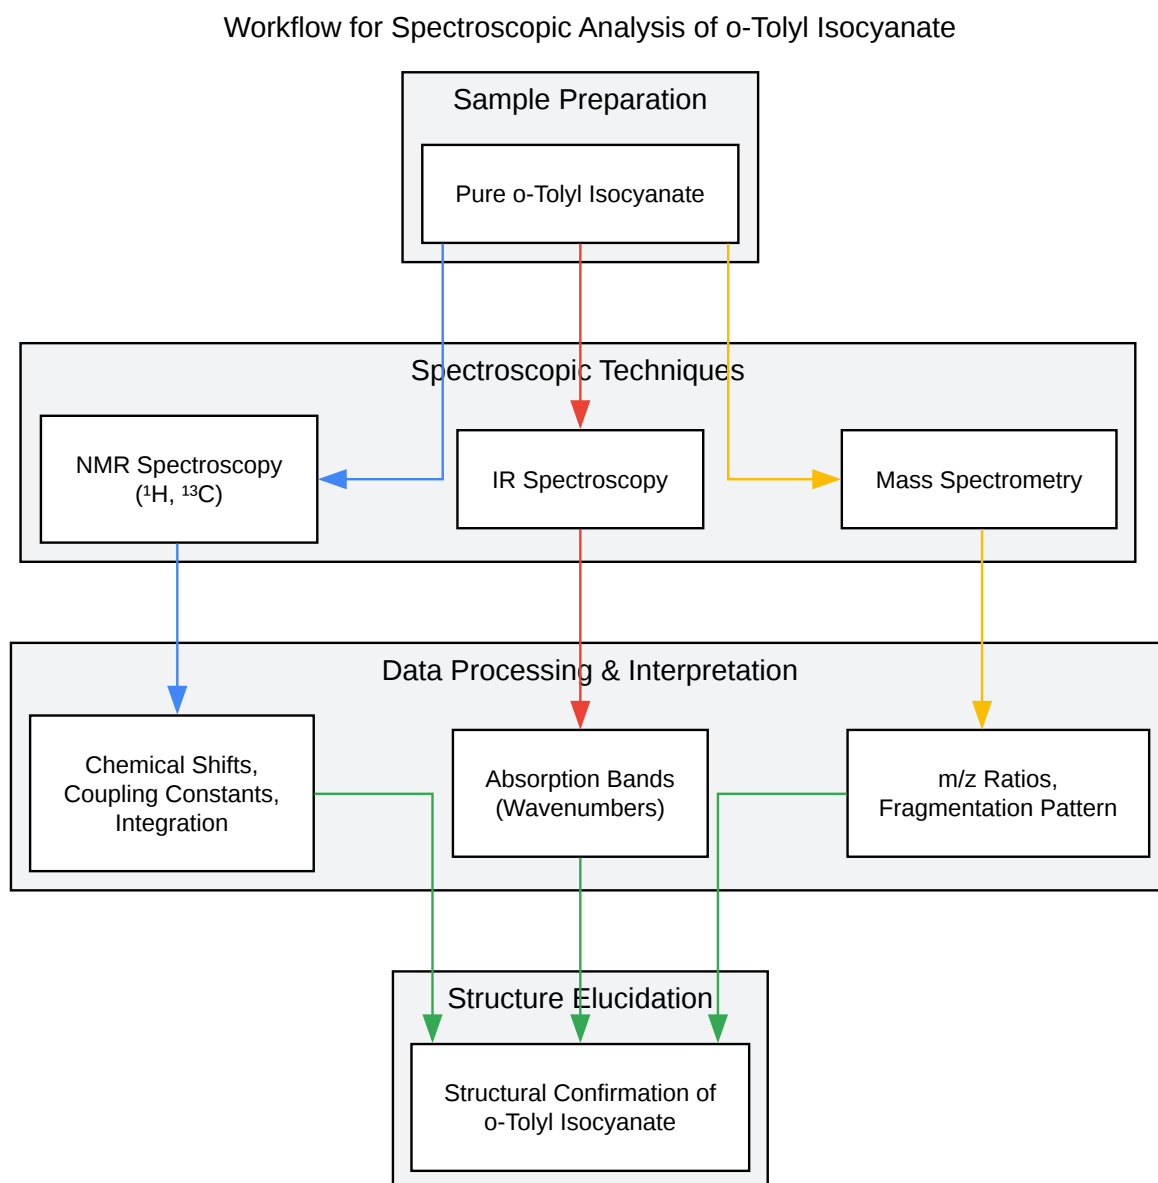 Workflow for Spectroscopic Analysis of o-Tolyl Isocyanate
Sample Preparation
Pure o-Tolyl Isocyanate
Spectroscopic Techniques
NMR Spectroscopy
(¹H, ¹³C)
IR Spectroscopy
Mass Spectrometry
Data Processing & Interpretation
Chemical Shifts,
Coupling Constants,
Integration
Absorption Bands
(Wavenumbers)
m/z Ratios,
Fragmentation Pattern
Structure Elucidation
Structural Confirmation of
o-Tolyl Isocyanate